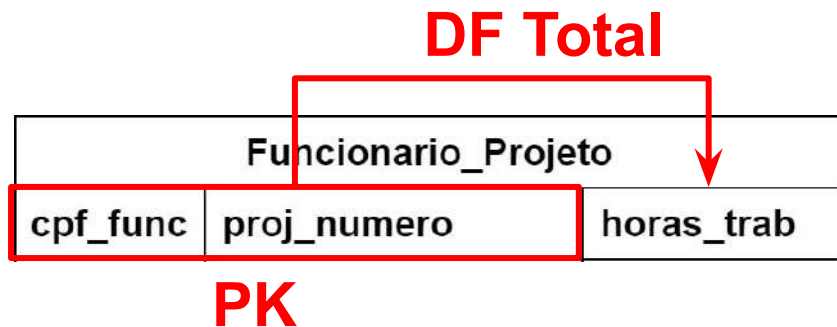 DF Total
Funcionario_Projeto
cpf_func proj_numero horas_trab
PK